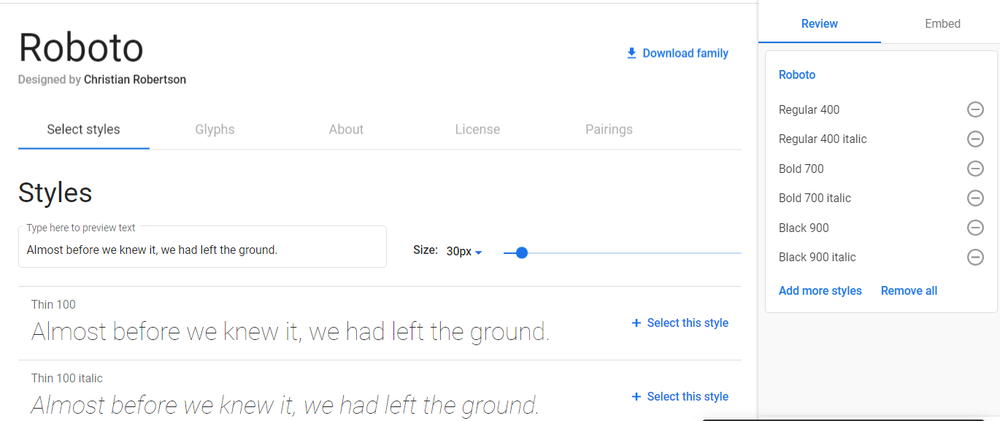 Roboto
Designed by Christian Robertson
Download family
Select styles
Glyphs
About
License
Pairings
Styles
Type here to preview text
Almost before we knew it, we had left the ground.
Size: 30px
Thin 100
Almost before we knew it, we had left the ground.
+ Select this style
Thin 100 italic
Almost before we knew it, we had left the ground.
+ Select this style
Review
Embed
Roboto
Regular 400
Regular 400 italic
Bold 700
Bold 700 italic
Black 900
Black 900 italic
Add more styles
Remove all